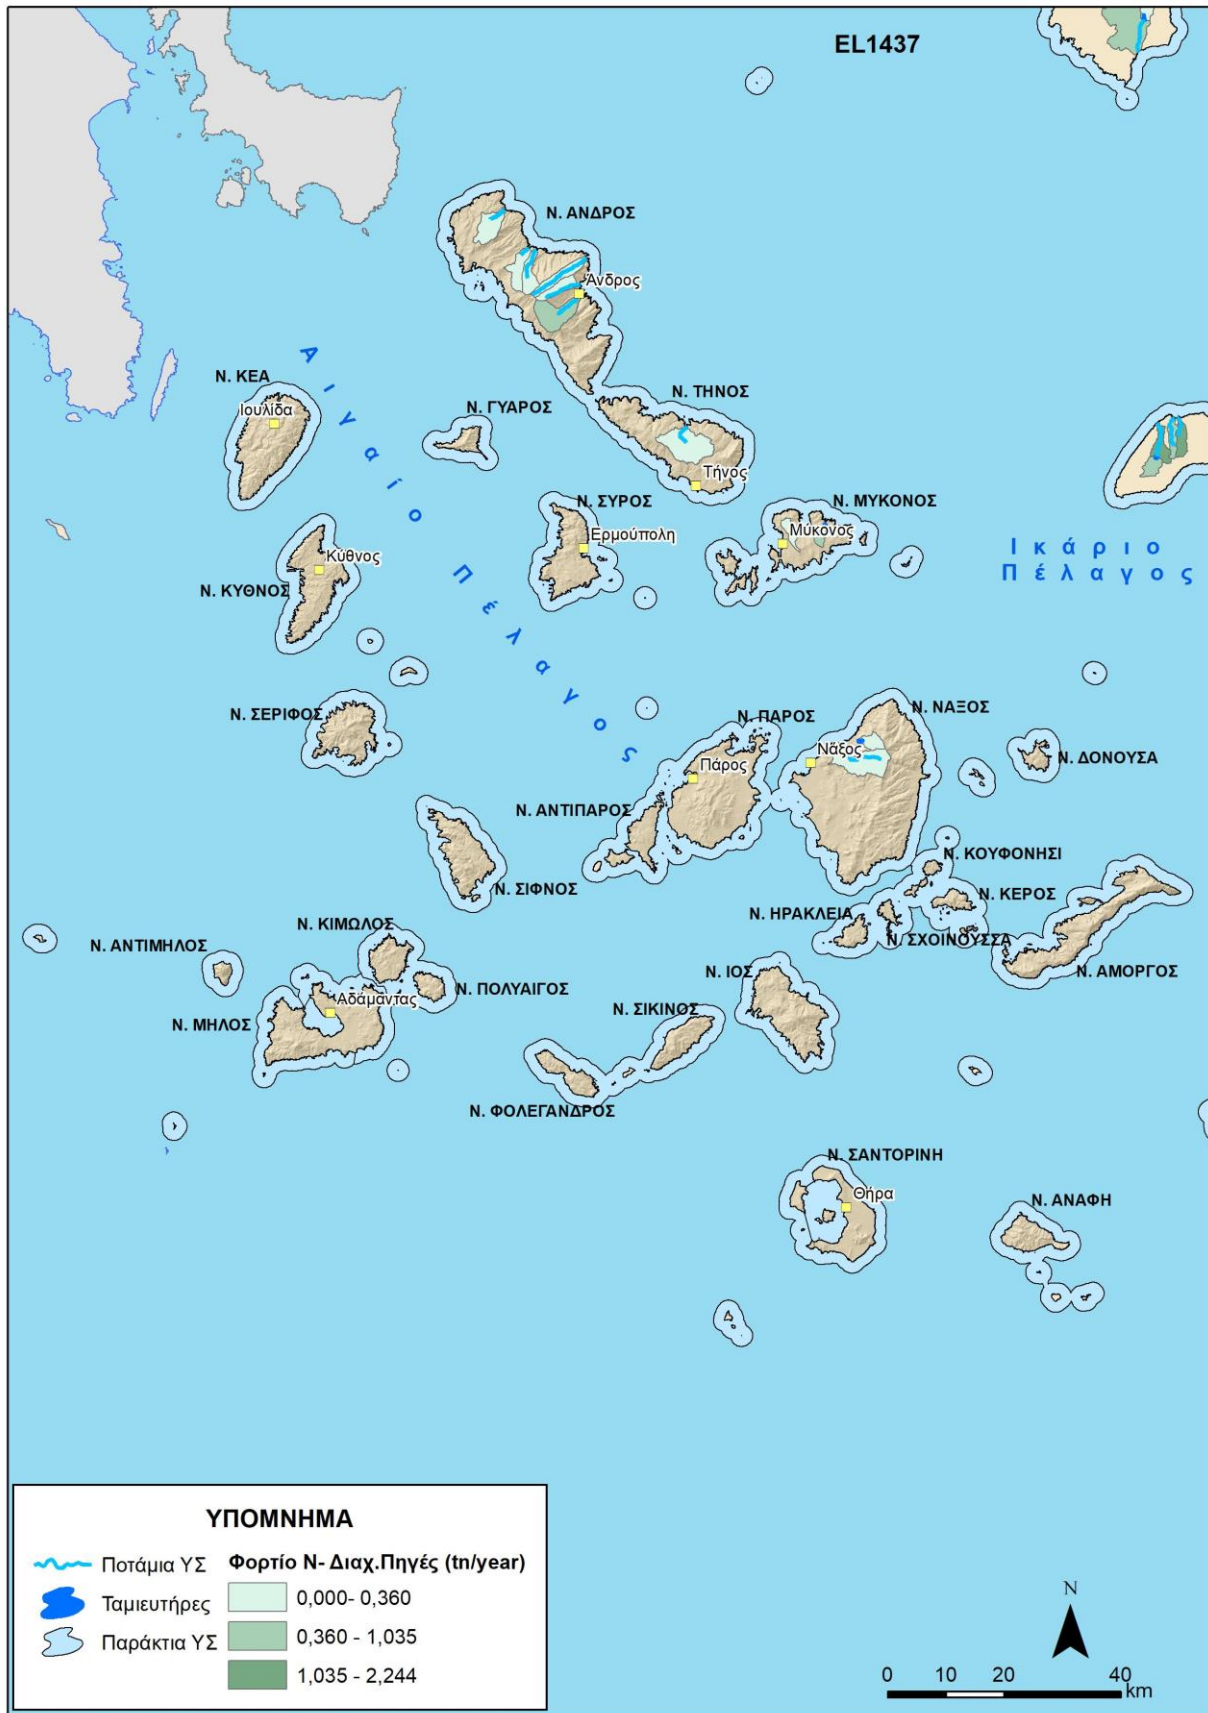 EL1437
Ν. ΑΝΔΡΟΣ
Άνδρος
Ν. ΚΕΑ
Ιουλίδα
Ν. ΓΥΑΡΟΣ
Ν. ΤΗΝΟΣ
Τήνος
Αιγαίο Πέλαγος
Ν. ΣΥΡΟΣ
Ερμούπολη
Ν. ΜΥΚΟΝΟΣ
Μύκονος
Ικάριο
Πέλαγος
Κύθνος
Ν. ΚΥΘΝΟΣ
Ν. ΣΕΡΙΦΟΣ
Ν. ΠΑΡΟΣ
Πάρος
Ν. ΝΑΞΟΣ
Νάξος
Ν. ΔΟΝΟΥΣΑ
Ν. ΑΝΤΙΠΑΡΟΣ
Ν. ΣΙΦΝΟΣ
Ν. ΚΟΥΦΟΝΗΣΙ
Ν. ΚΕΡΟΣ
Ν. ΗΡΑΚΛΕΙΑ
Ν. ΣΧΟΙΝΟΥΣΣΑ
Ν. ΑΜΟΡΓΟΣ
Ν. ΚΙΜΩΛΟΣ
Ν. ΑΝΤΙΜΗΛΟΣ
Ν. ΠΟΛΥΑΙΓΟΣ
Αδάμαντας
Ν. ΜΗΛΟΣ
Ν. ΙΟΣ
Ν. ΣΙΚΙΝΟΣ
Ν. ΦΟΛΕΓΑΝΔΡΟΣ
Ν. ΣΑΝΤΟΡΙΝΗ
Θήρα
Ν. ΑΝΑΦΗ
ΥΠΟΜΝΗΜΑ
Ποτάμια ΥΣ
Ταμιευτήρες
Παράκτια ΥΣ
Φορτίο Ν- Διαχ.Πηγές (tn/year)
0,000- 0,360
0,360 - 1,035
1,035 - 2,244
N
0 10 20 40
km